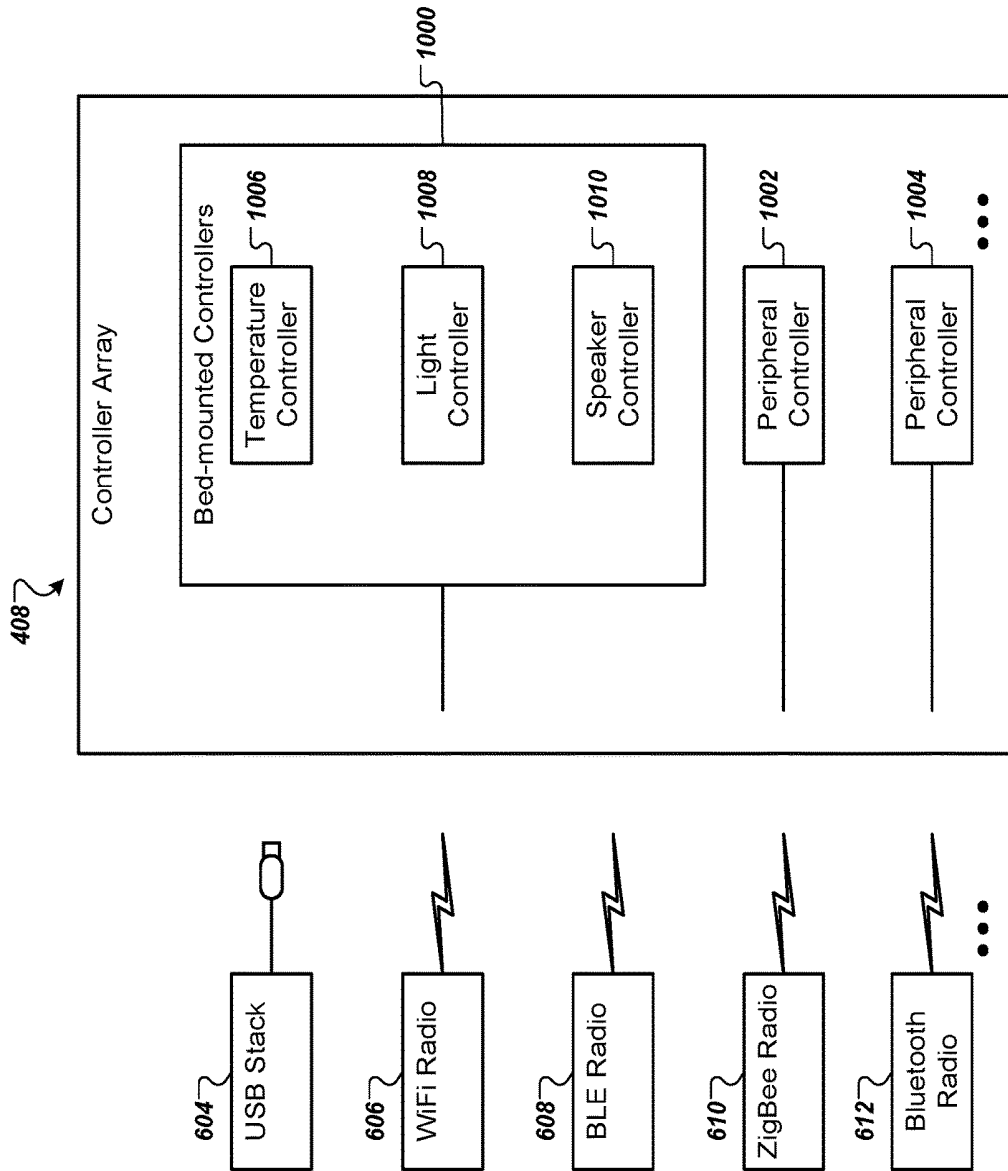 408
Controller Array
1000
Bed-mounted Controllers
604
USB Stack
Temperature
Controller
1006
606
WiFi Radio
Light
Controller
1008
608
BLE Radio
Speaker
Controller
1010
610
ZigBee Radio
Peripheral
Controller
1002
612
Bluetooth
Radio
Peripheral
Controller
1004